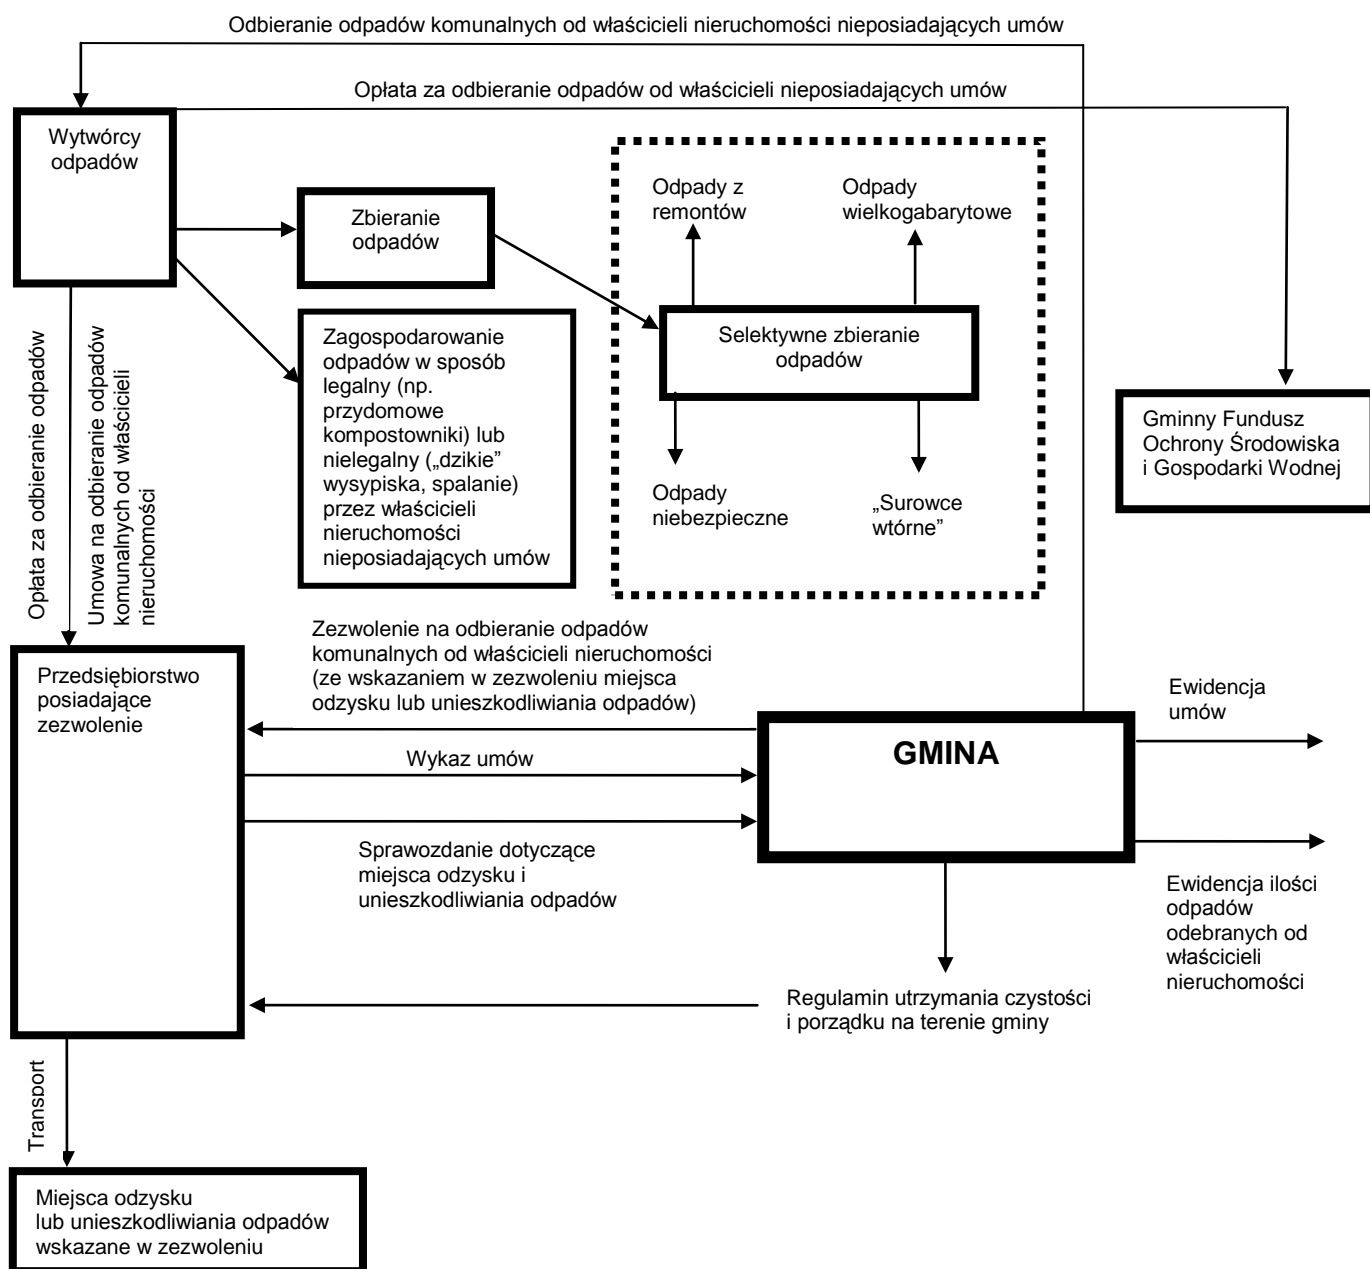 Odbieranie odpadów komunalnych od właścicieli nieruchomości nieposiadających umów
Opłata za odbieranie odpadów od właścicieli nieposiadających umów
Wytwórcy
odpadów
Zbieranie
odpadów
Odpady z
remontów
Odpady
wielkogabarytowe
Selektywne zbieranie
odpadów
Odpady
niebezpieczne
„Surowce
wtórne”
Zagospodarowanie
odpadów w sposób
legalny (np.
przydomowe
kompostowniki) lub
nielegalny („dzikie”
wysypiska, spalanie)
przez właścicieli
nieruchomości
nieposiadających umów
Gminny Fundusz
Ochrony Środowiska
i Gospodarki Wodnej
Opłata za odbieranie odpadów
Umowa na odbieranie odpadów
komunalnych od właścicieli
nieruchomości
Przedsiębiorstwo
posiadające
zezwolenie
Zezwolenie na odbieranie odpadów
komunalnych od właścicieli nieruchomości
(ze wskazaniem w zezwoleniu miejsca
odzysku lub unieszkodliwiania odpadów)
Wykaz umów
Sprawozdanie dotyczące
miejsca odzysku i
unieszkodliwiania odpadów
GMINA
Ewidencja
umów
Ewidencja ilości
odpadów
odebranych od
właścicieli
nieruchomości
Regulamin utrzymania czystości
i porządku na terenie gminy
Transport
Miejsca odzysku
lub unieszkodliwiania odpadów
wskazane w zezwoleniu